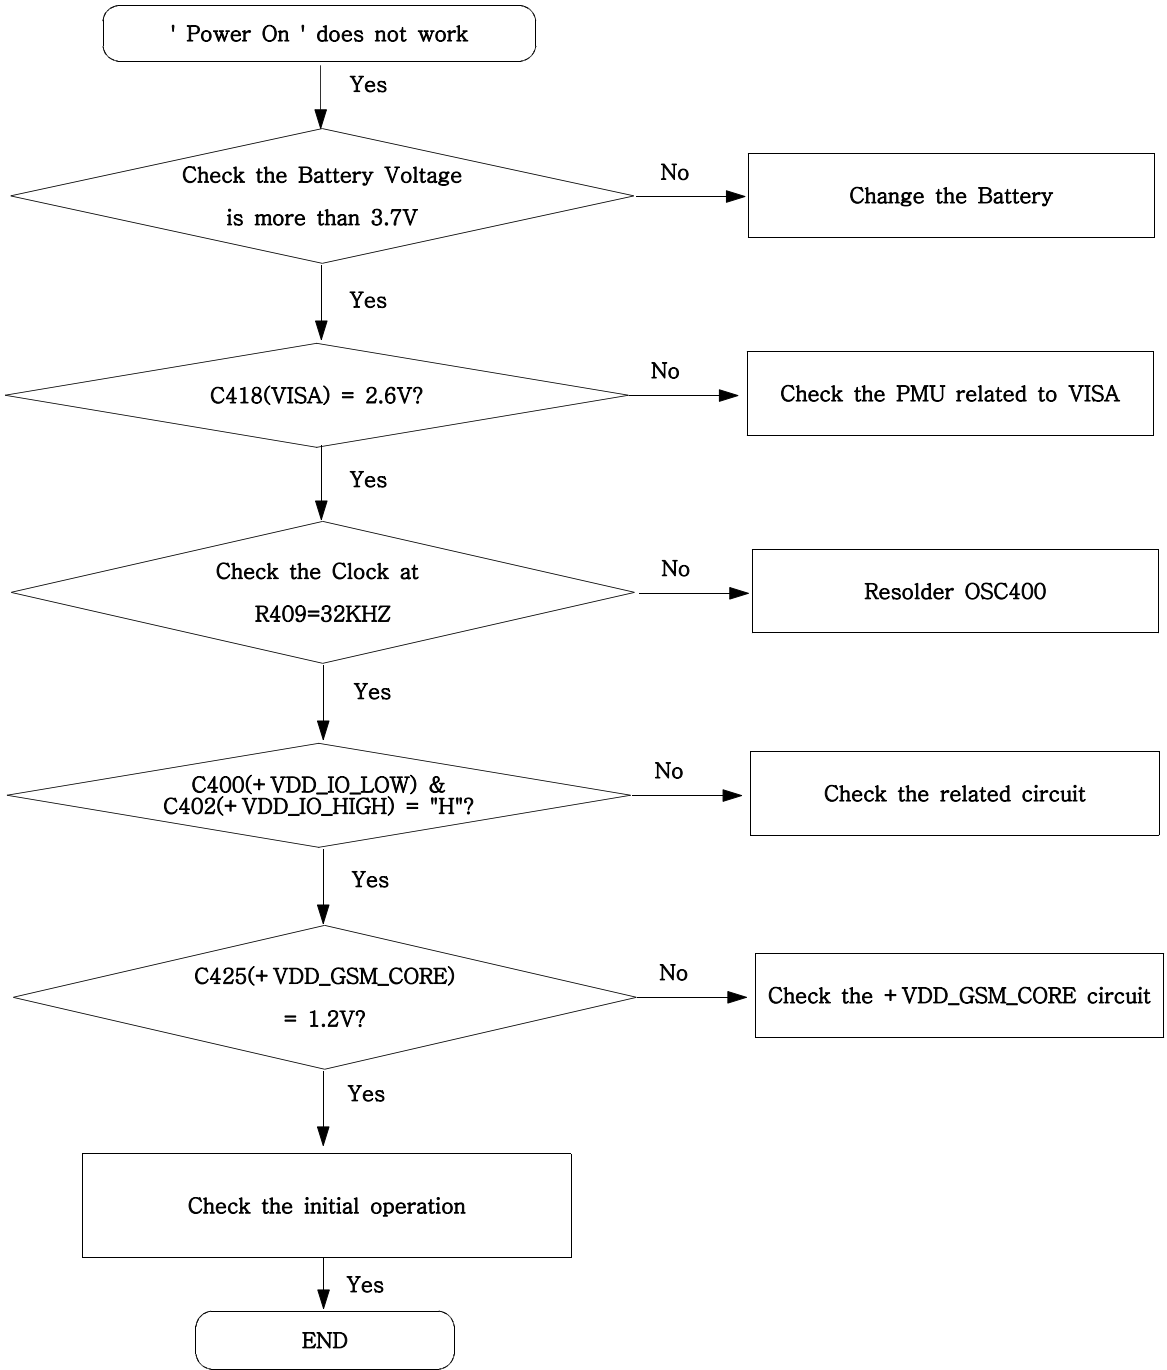 ' Power On ' does not work
Yes
Check the Battery Voltage
is more than 3.7V
No
Change the Battery
Yes
C418(VISA) = 2.6V?
No
Check the PMU related to VISA
Yes
Check the Clock at
R409=32KHZ
No
Resolder OSC400
Yes
C400(+VDD_IO_LOW) &
C402(+VDD_IO_HIGH) = "H"?
No
Check the related circuit
Yes
C425(+VDD_GSM_CORE)
= 1.2V?
No
Check the +VDD_GSM_CORE circuit
Yes
Check the initial operation
Yes
END